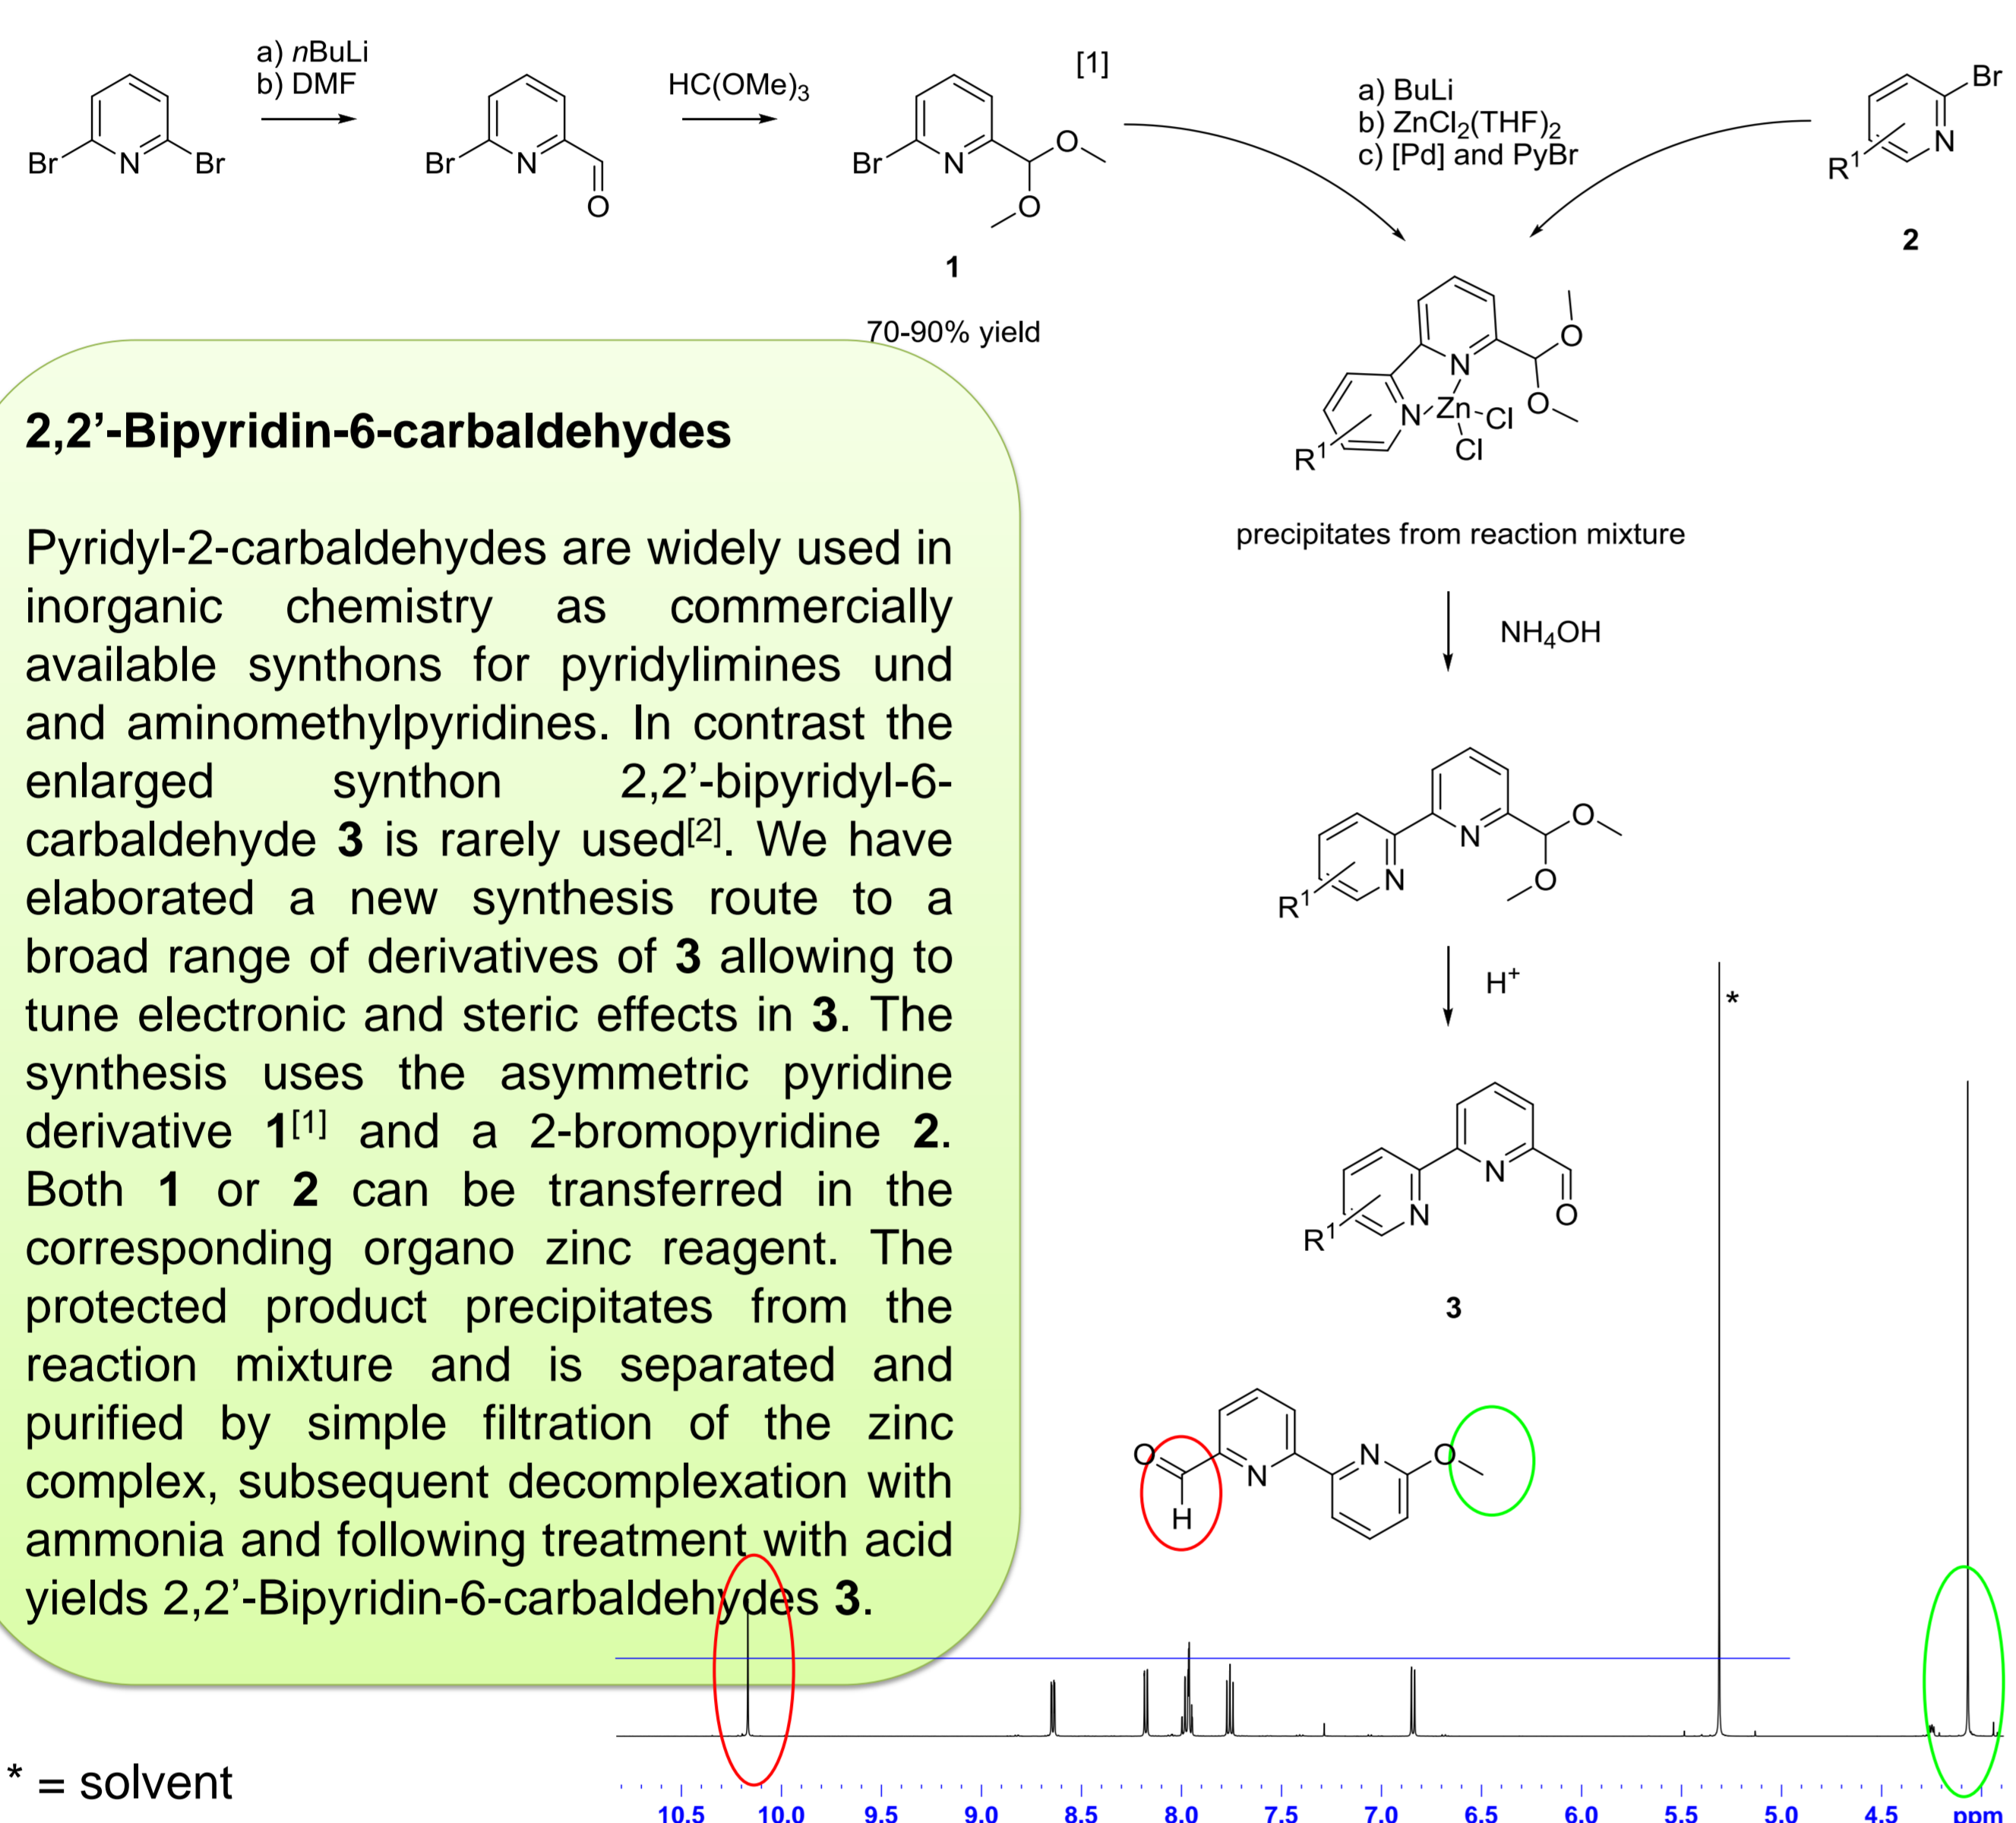 a) nBuLi
b) DMF
HC(OMe)3
[1]
a) BuLi
b) ZnCl2(THF)2
c) [Pd] and PyBr
Br
Br N Br
Br N
O
Br N O
O
R1 N
1
2
70-90% yield
O
N
N Zn Cl
O
R1
Cl
precipitates from reaction mixture
NH4OH
O
N
N
O
R1
H+
*
N
N
O
R1
3
O
N
N
O
H
2,2’-Bipyridin-6-carbaldehydes
Pyridyl-2-carbaldehydes are widely used in
inorganic chemistry as commercially
available synthons for pyridylimines und
and aminomethylpyridines. In contrast the
enlarged synthon 2,2’-bipyridyl-6-
carbaldehyde 3 is rarely used[2]. We have
elaborated a new synthesis route to a
broad range of derivatives of 3 allowing to
tune electronic and steric effects in 3. The
synthesis uses the asymmetric pyridine
derivative 1[1] and a 2-bromopyridine 2.
Both 1 or 2 can be transferred in the
corresponding organo zinc reagent. The
protected product precipitates from the
reaction mixture and is separated and
purified by simple filtration of the zinc
complex, subsequent decomplexation with
ammonia and following treatment with acid
yields 2,2’-Bipyridin-6-carbaldehydes 3.
* = solvent
10.5 10.0 9.5 9.0 8.5 8.0 7.5 7.0 6.5 6.0 5.5 5.0 4.5 ppm